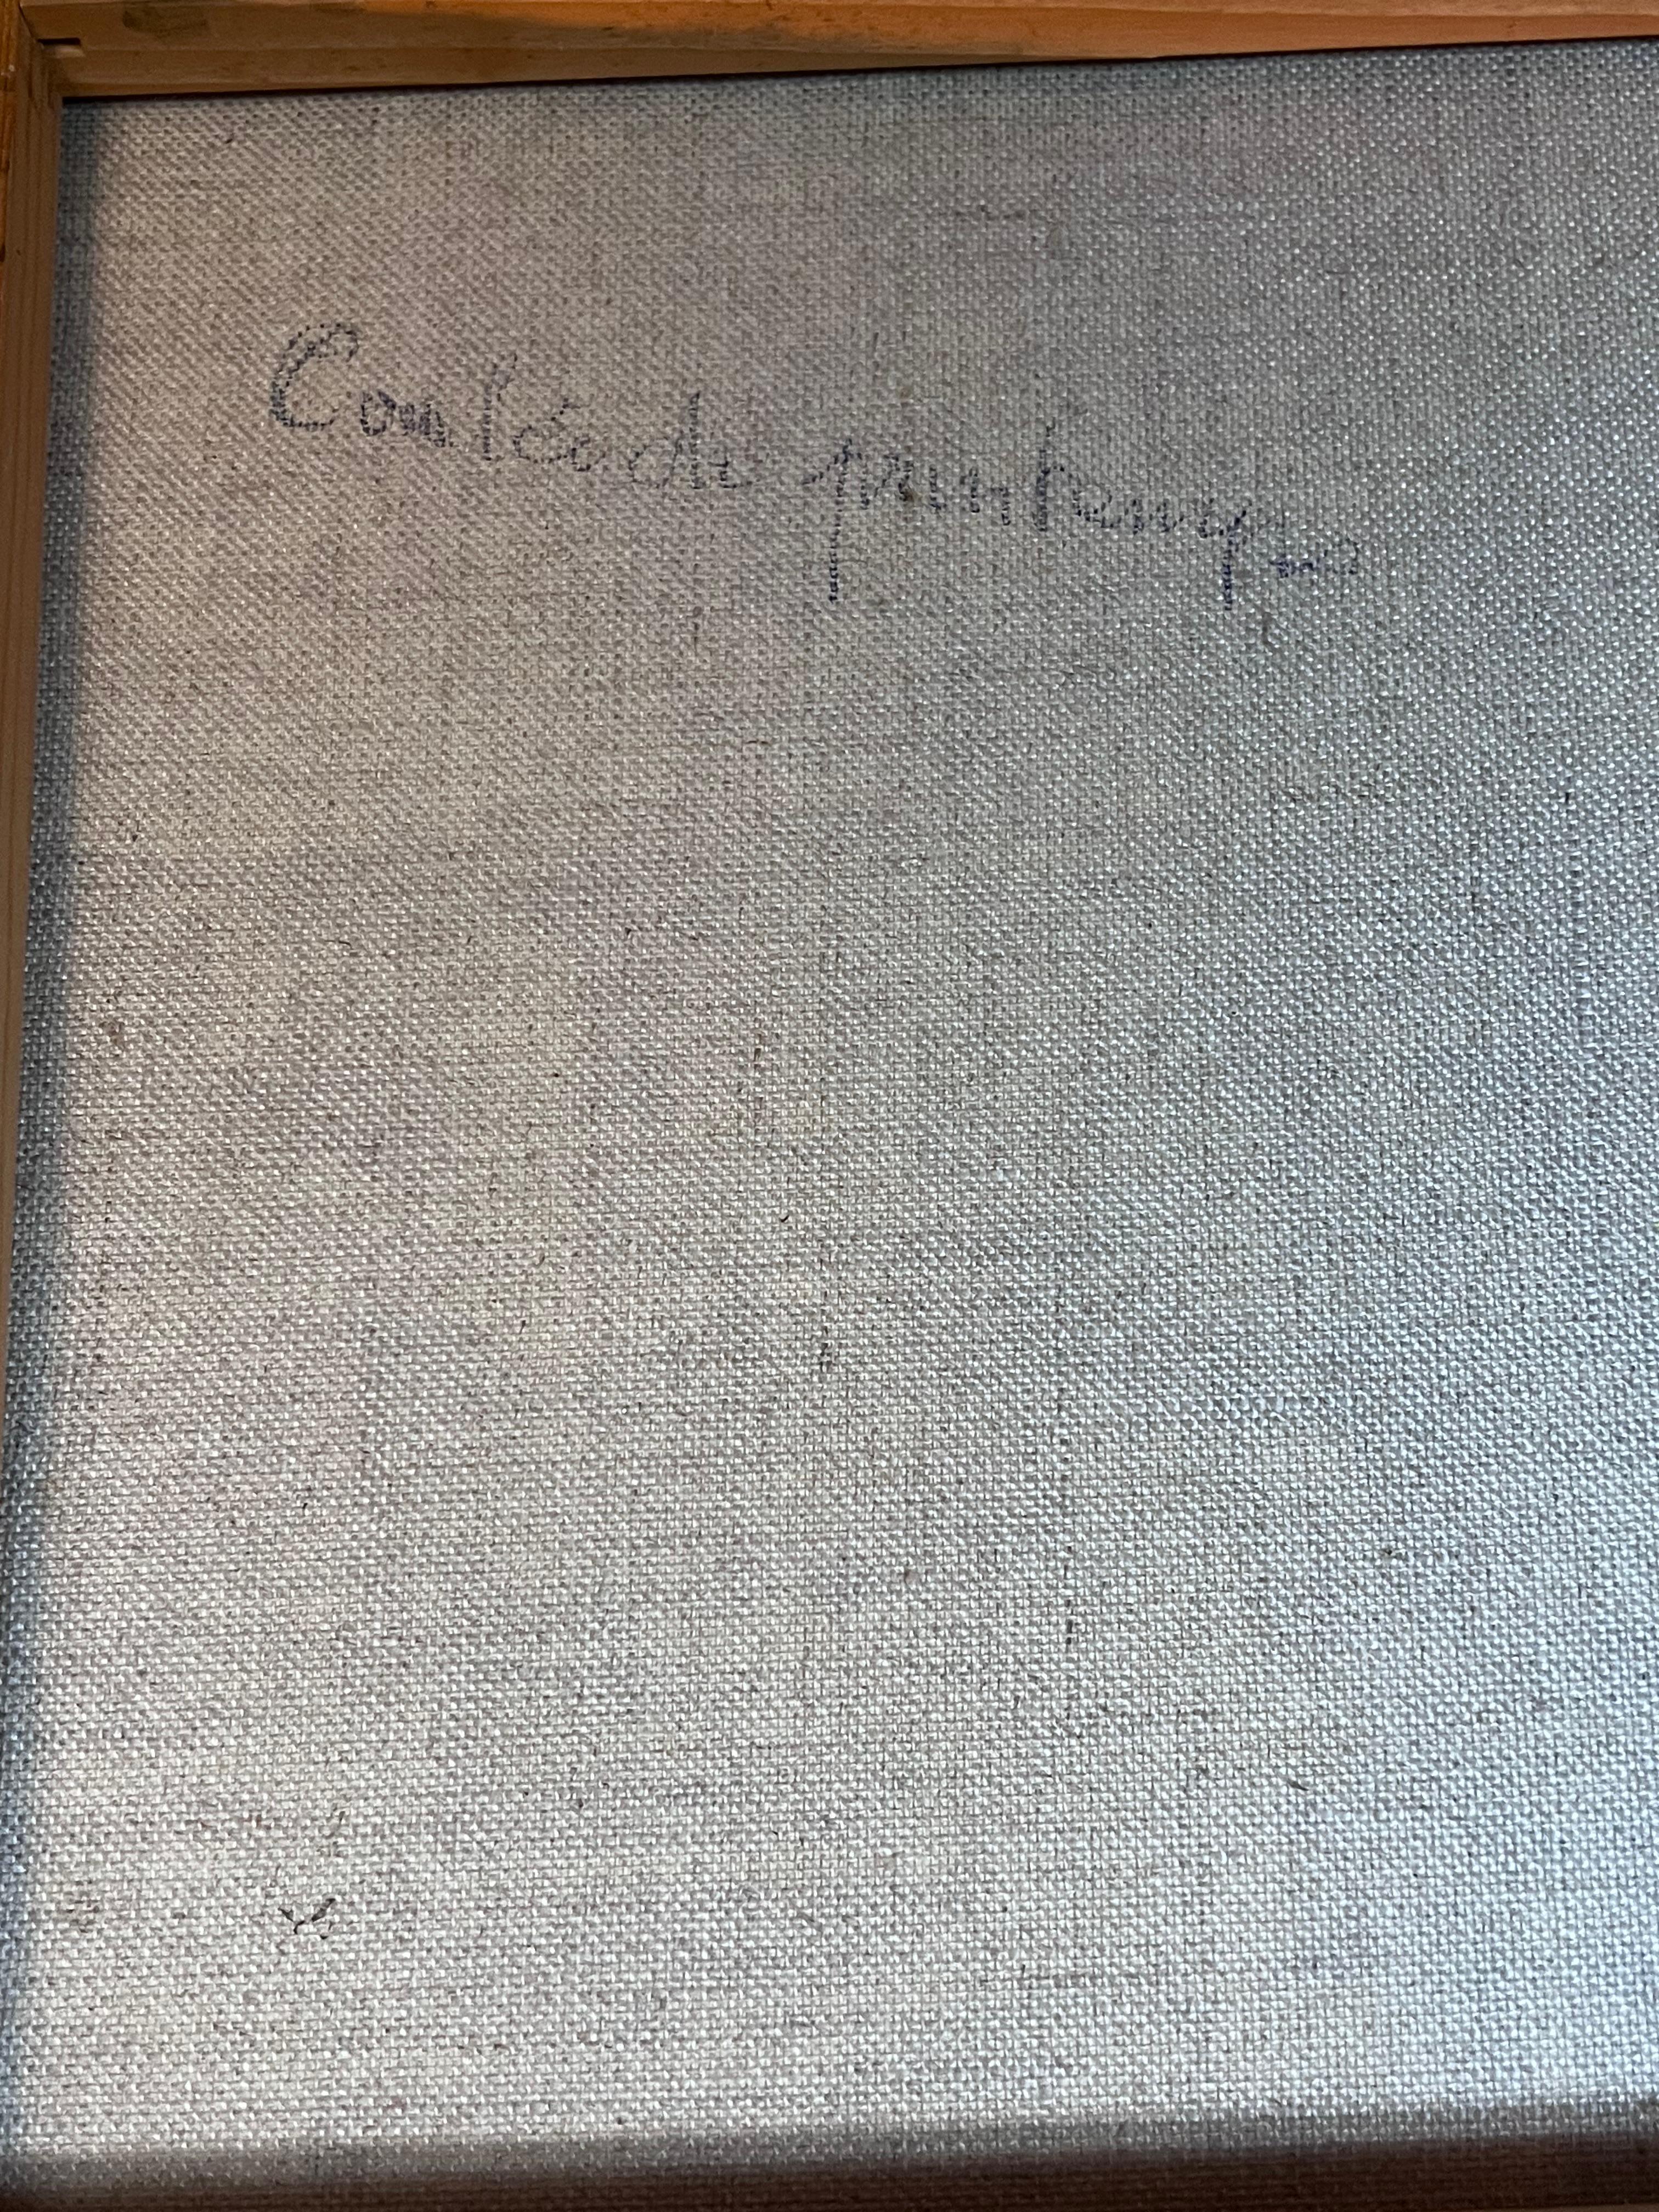 Coulée de printemps